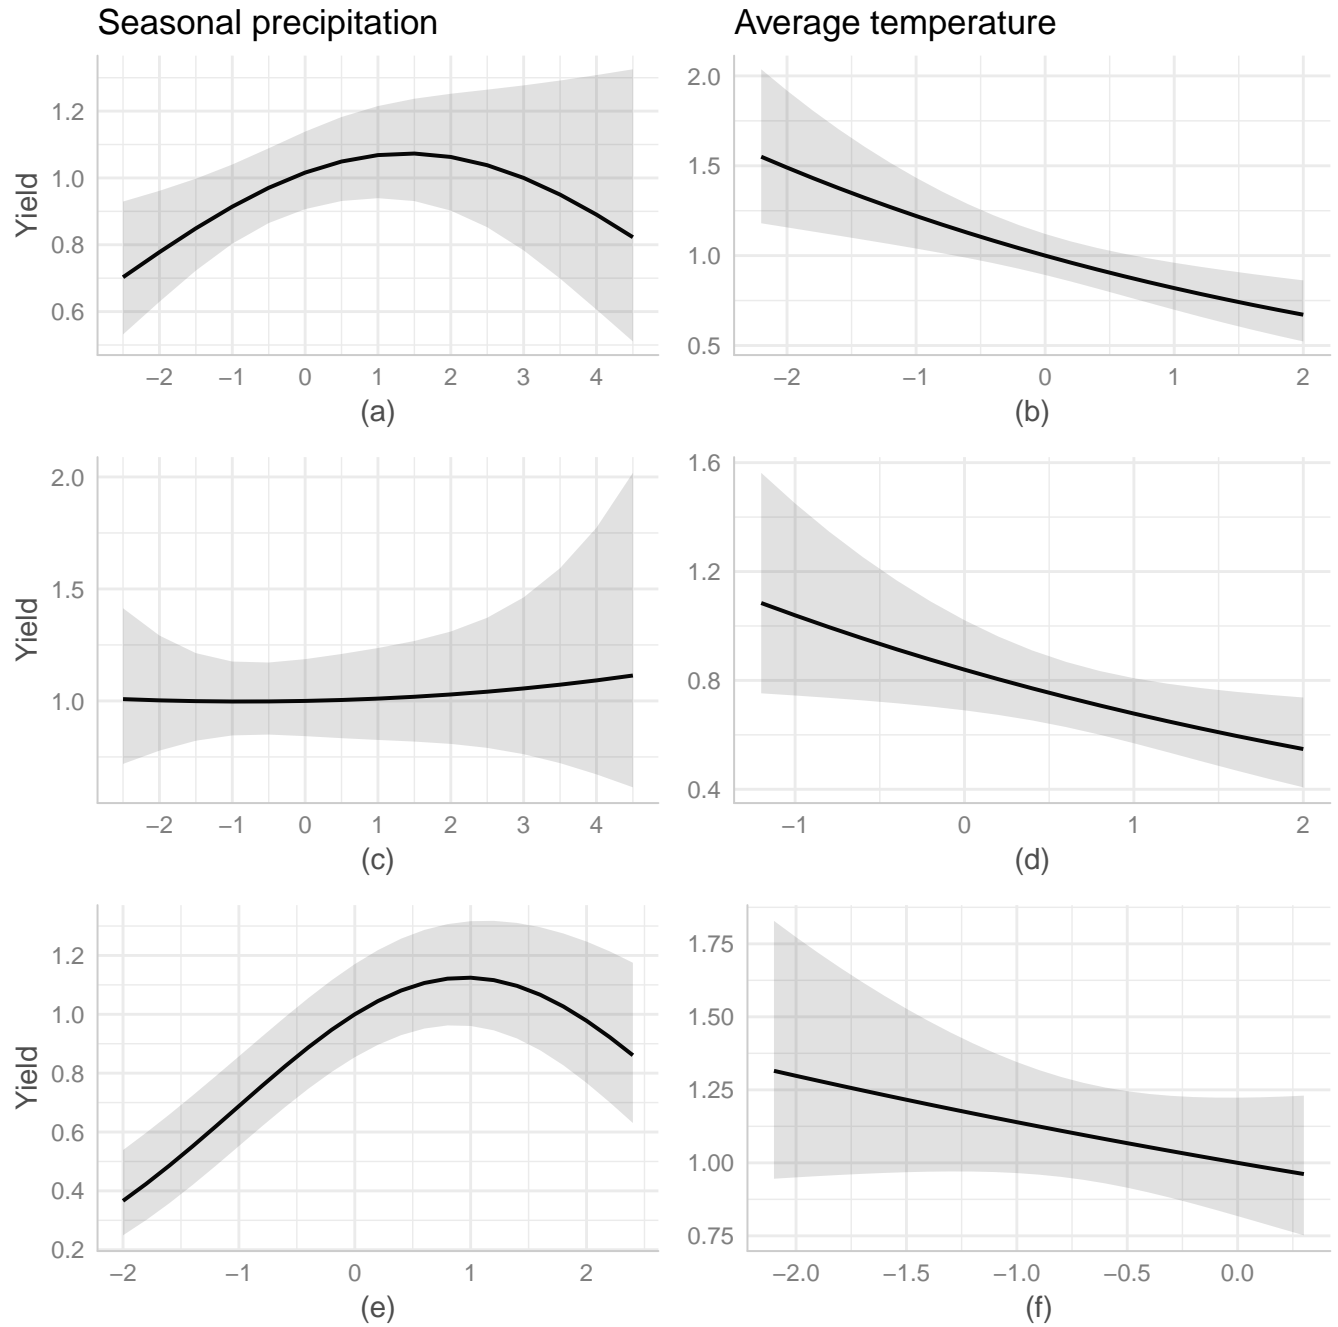 Seasonal precipitation
Average temperature
Yield
1.2
1.0
0.8
0.6
−2 −1 0 1 2 3 4
(a)
2.0
1.5
1.0
0.5
−2 −1 0 1 2
(b)
Yield
2.0
1.5
1.0
−2 −1 0 1 2 3 4
(c)
1.6
1.2
0.8
0.4
−1 0 1 2
(d)
Yield
1.2
1.0
0.8
0.6
0.4
0.2
−2 −1 0 1 2
(e)
1.75
1.50
1.25
1.00
0.75
−2.0 −1.5 −1.0 −0.5 0.0
(f)